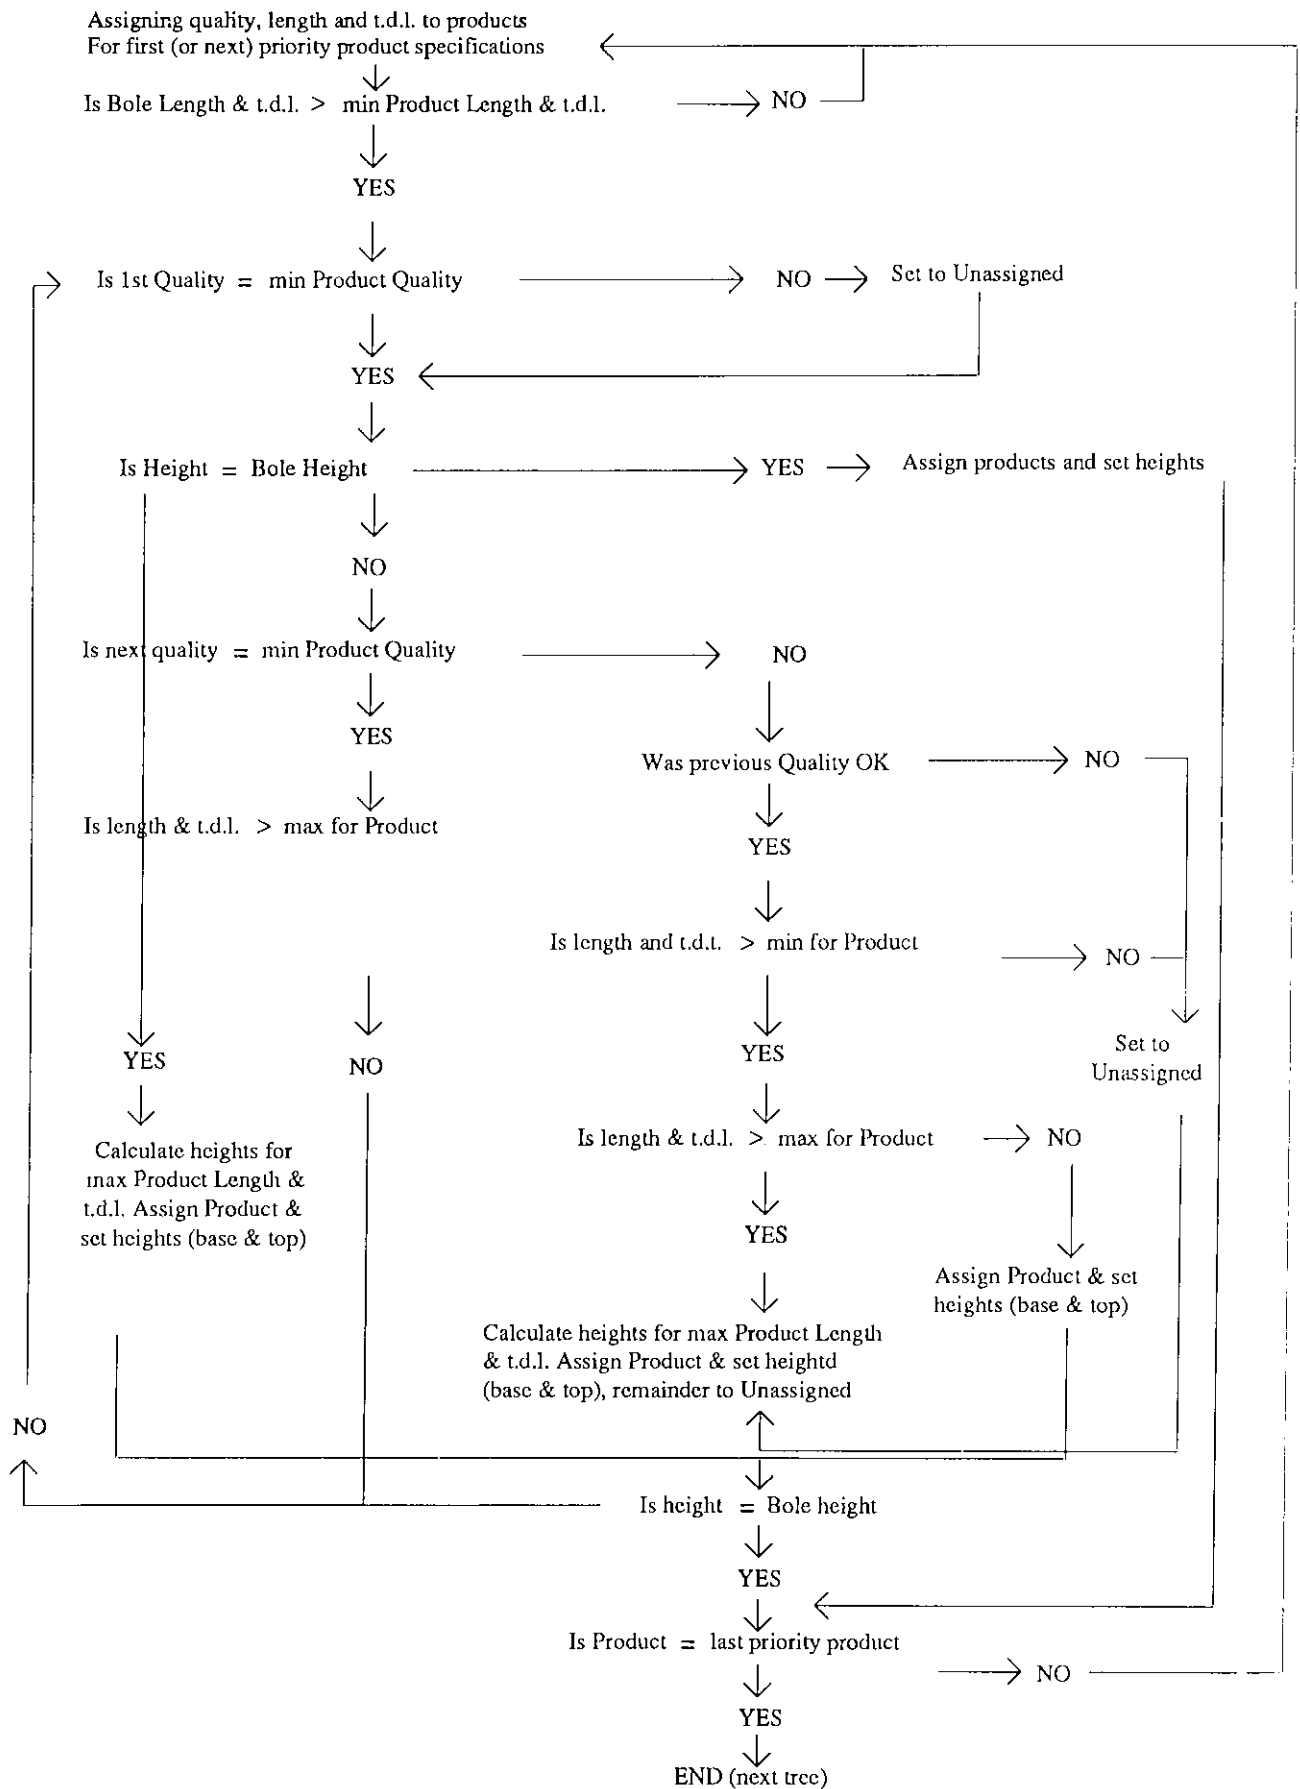 Assigning quality, length and t.d.l. to products
For first (or next) priority product specifications
Is Bole Length & t.d.l. > min Product Length & t.d.l.
NO
YES
Is 1st Quality = min Product Quality
NO
Set to Unassigned
YES
Is Height = Bole Height
YES
Assign products and set heights
NO
Is next quality = min Product Quality
NO
YES
Was previous Quality OK
NO
Is length & t.d.l. > max for Product
YES
Is length and t.d.t. > min for Product
NO
YES
NO
YES
Set to
Unassigned
Is length & t.d.l. > max for Product
NO
Calculate heights for
max Product Length &
t.d.l. Assign Product &
set heights (base & top)
YES
Assign Product & set
heights (base & top)
Calculate heights for max Product Length
& t.d.l. Assign Product & set heightd
(base & top), remainder to Unassigned
NO
Is height = Bole height
YES
Is Product = last priority product
NO
YES
END (next tree)